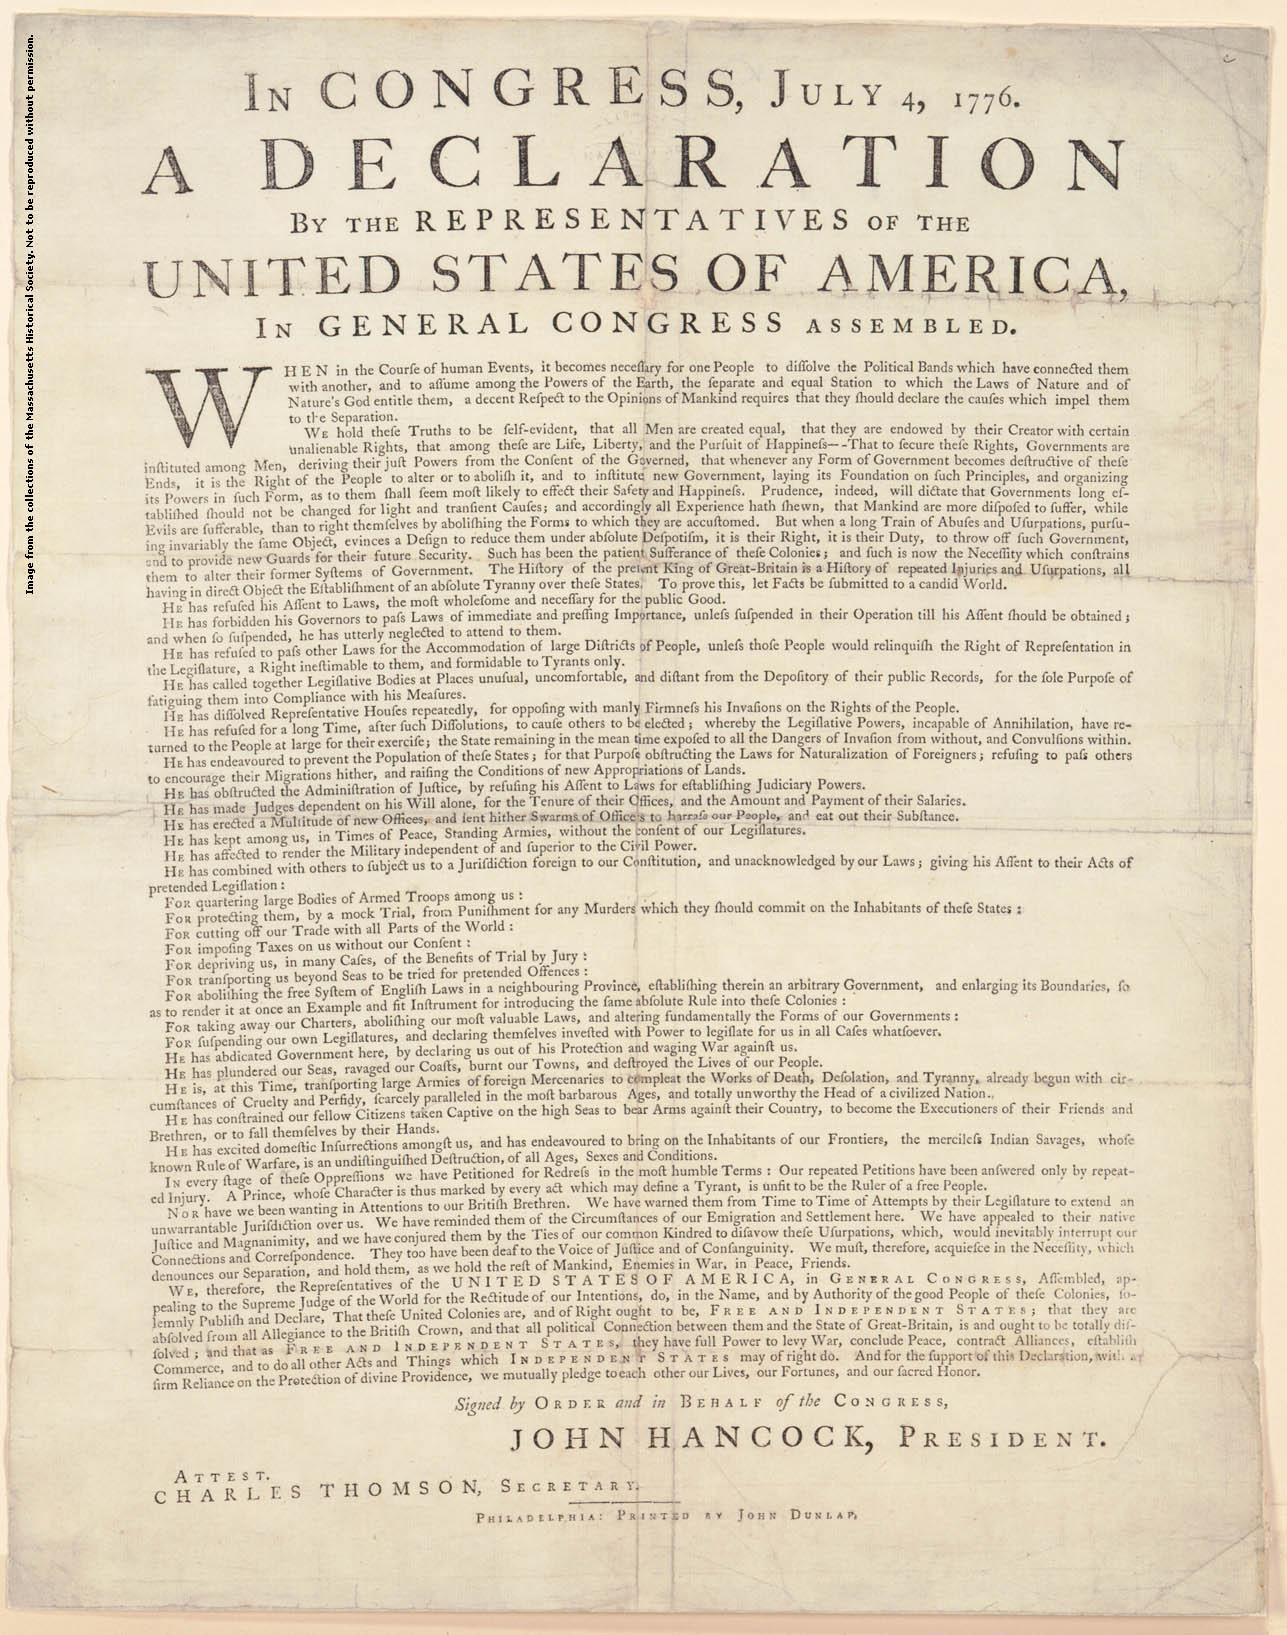 In CONGRESS, July 4, 1776.
A DECLARATION
By the REPRESENTATIVES of the
UNITED STATES OF AMERICA,
In GENERAL CONGRESS assembled.
WHEN in the Courſe of human Events, it becomes neceſſary for one People to diſſolve the Political Bands which have connected them
with another, and to aſſume among the Powers of the Earth, the ſeparate and equal Station to which the Laws of Nature and of
Nature's God entitle them, a decent Reſpect to the Opinions of Mankind requires that they ſhould declare the cauſes which impel them
to the Separation.
We hold theſe Truths to be ſelf-evident, that all Men are created equal, that they are endowed by their Creator with certain
unalienable Rights, that among theſe are Life, Liberty, and the Purſuit of Happineſs--That to ſecure theſe Rights, Governments are
inſtituted among Men, deriving their juſt Powers from the Conſent of the Governed, that whenever any Form of Government becomes deſtructive of theſe
Ends, it is the Right of the People to alter or to aboliſh it, and to inſtitute new Government, laying its Foundation on ſuch Principles, and organizing
its Powers in ſuch Form, as to them ſhall ſeem moſt likely to effect their Safety and Happineſs. Prudence, indeed, will dictate that Governments long eſ-
tabliſhed ſhould not be changed for light and tranſient Cauſes; and accordingly all Experience hath ſhewn, that Mankind are more diſpoſed to ſuffer, while
Evils are ſufferable, than to right themſelves by aboliſhing the Forms to which they are accuſtomed. But when a long Train of Abuſes and Uſurpations, purſu-
ing invariably the ſame Object, evinces a Deſign to reduce them under abſolute Deſpotiſm, it is their Right, it is their Duty, to throw off ſuch Government,
and to provide new Guards for their future Security. Such has been the patient Sufferance of theſe Colonies; and ſuch is now the Neceſſity which conſtrains
them to alter their former Syſtems of Government. The Hiſtory of the preſent King of Great-Britain is a Hiſtory of repeated Injuries and Uſurpations, all
having in direct Object the Eſtabliſhment of an abſolute Tyranny over theſe States. To prove this, let Facts be ſubmitted to a candid World.
He has refuſed his Aſſent to Laws, the moſt wholeſome and neceſſary for the public Good.
He has forbidden his Governors to paſs Laws of immediate and preſſing Importance, unleſs ſuſpended in their Operation till his Aſſent ſhould be obtained;
and when ſo ſuſpended, he has utterly neglected to attend to them.
He has refuſed to paſs other Laws for the Accommodation of large Diſtricts of People, unleſs thoſe People would relinquiſh the Right of Repreſentation in
the Legiſlature, a Right ineſtimable to them, and formidable to Tyrants only.
He has called together Legiſlative Bodies at Places unuſual, uncomfortable, and diſtant from the Depoſitory of their public Records, for the ſole Purpoſe of
fatiguing them into Compliance with his Meaſures.
He has diſſolved Repreſentative Houſes repeatedly, for oppoſing with manly Firmneſs his Invaſions on the Rights of the People.
He has refuſed for a long Time, after ſuch Diſſolutions, to cauſe others to be elected; whereby the Legiſlative Powers, incapable of Annihilation, have re-
turned to the People at large for their exerciſe; the State remaining in the mean time expoſed to all the Dangers of Invaſion from without, and Convulſions within.
He has endeavoured to prevent the Population of theſe States; for that Purpoſe obſtructing the Laws for Naturalization of Foreigners; refuſing to paſs others
to encourage their Migrations hither, and raiſing the Conditions of new Appropriations of Lands.
He has obſtructed the Adminiſtration of Juſtice, by refuſing his Aſſent to Laws for eſtabliſhing Judiciary Powers.
He has made Judges dependent on his Will alone, for the Tenure of their Offices, and the Amount and Payment of their Salaries.
He has erected a Multitude of new Offices, and ſent hither Swarms of Officers to harraſs our People, and eat out their Subſtance.
He has kept among us, in Times of Peace, Standing Armies, without the conſent of our Legiſlatures.
He has affected to render the Military independent of and ſuperior to the Civil Power.
He has combined with others to ſubject us to a Juriſdiction foreign to our Conſtitution, and unacknowledged by our Laws; giving his Aſſent to their Acts of
pretended Legiſlation:
For quartering large Bodies of Armed Troops among us:
For protecting them, by a mock Trial, from Puniſhment for any Murders which they ſhould commit on the Inhabitants of theſe States:
For cutting off our Trade with all Parts of the World:
For impoſing Taxes on us without our Conſent:
For depriving us, in many Caſes, of the Benefits of Trial by Jury:
For tranſporting us beyond Seas to be tried for pretended Offences:
For aboliſhing the free Syſtem of Engliſh Laws in a neighbouring Province, eſtabliſhing therein an arbitrary Government, and enlarging its Boundaries, ſo
as to render it at once an Example and fit Inſtrument for introducing the ſame abſolute Rule into theſe Colonies:
For taking away our Charters, aboliſhing our moſt valuable Laws, and altering fundamentally the Forms of our Governments:
For ſuſpending our own Legiſlatures, and declaring themſelves inveſted with Power to legiſlate for us in all Caſes whatſoever.
He has abdicated Government here, by declaring us out of his Protection and waging War againſt us.
He has plundered our Seas, ravaged our Coaſts, burnt our Towns, and deſtroyed the Lives of our People.
He is, at this Time, tranſporting large Armies of foreign Mercenaries to compleat the Works of Death, Deſolation, and Tyranny, already begun with cir-
cumſtances of Cruelty and Perfidy, ſcarcely paralleled in the moſt barbarous Ages, and totally unworthy the Head of a civilized Nation.
He has conſtrained our fellow Citizens taken Captive on the high Seas to bear Arms againſt their Country, to become the Executioners of their Friends and
Brethren, or to fall themſelves by their Hands.
He has excited domeſtic Inſurrections amongſt us, and has endeavoured to bring on the Inhabitants of our Frontiers, the mercileſs Indian Savages, whoſe
known Rule of Warfare, is an undiſtinguiſhed Deſtruction, of all Ages, Sexes and Conditions.
In every ſtage of theſe Oppreſſions we have Petitioned for Redreſs in the moſt humble Terms: Our repeated Petitions have been anſwered only by repeat-
ed Injury. A Prince, whoſe Character is thus marked by every act which may define a Tyrant, is unfit to be the Ruler of a free People.
Nor have we been wanting in Attentions to our Britiſh Brethren. We have warned them from Time to Time of Attempts by their Legiſlature to extend an
unwarrantable Juriſdiction over us. We have reminded them of the Circumſtances of our Emigration and Settlement here. We have appealed to their native
Juſtice and Magnanimity, and we have conjured them by the Ties of our common Kindred to diſavow theſe Uſurpations, which, would inevitably interrupt our
Connections and Correſpondence. They too have been deaf to the Voice of Juſtice and of Conſanguinity. We muſt, therefore, acquieſce in the Neceſſity, which
denounces our Separation, and hold them, as we hold the reſt of Mankind, Enemies in War, in Peace, Friends.
We, therefore, the Repreſentatives of the UNITED STATES OF AMERICA, in General Congress, Aſſembled, ap-
pealing to the Supreme Judge of the World for the Rectitude of our Intentions, do, in the Name, and by Authority of the good People of theſe Colonies, ſo-
lemnly Publiſh and Declare, That theſe United Colonies are, and of Right ought to be, Free and Independent States; that they are
abſolved from all Allegiance to the Britiſh Crown, and that all political Connection between them and the State of Great-Britain, is and ought to be totally diſ-
ſolved; and that as Free and Independent States, they have full Power to levy War, conclude Peace, contract Alliances, eſtabliſh
Commerce, and to do all other Acts and Things which Independent States may of right do. And for the ſupport of this Declaration, with a
firm Reliance on the Protection of divine Providence, we mutually pledge to each other our Lives, our Fortunes, and our ſacred Honor.
Signed by Order and in Behalf of the Congress,
JOHN HANCOCK, President.
Attest.
CHARLES THOMSON, Secretary.
Philadelphia: Printed by John Dunlap.
Image from the collections of the Massachusetts Historical Society. Not to be reproduced without permission.